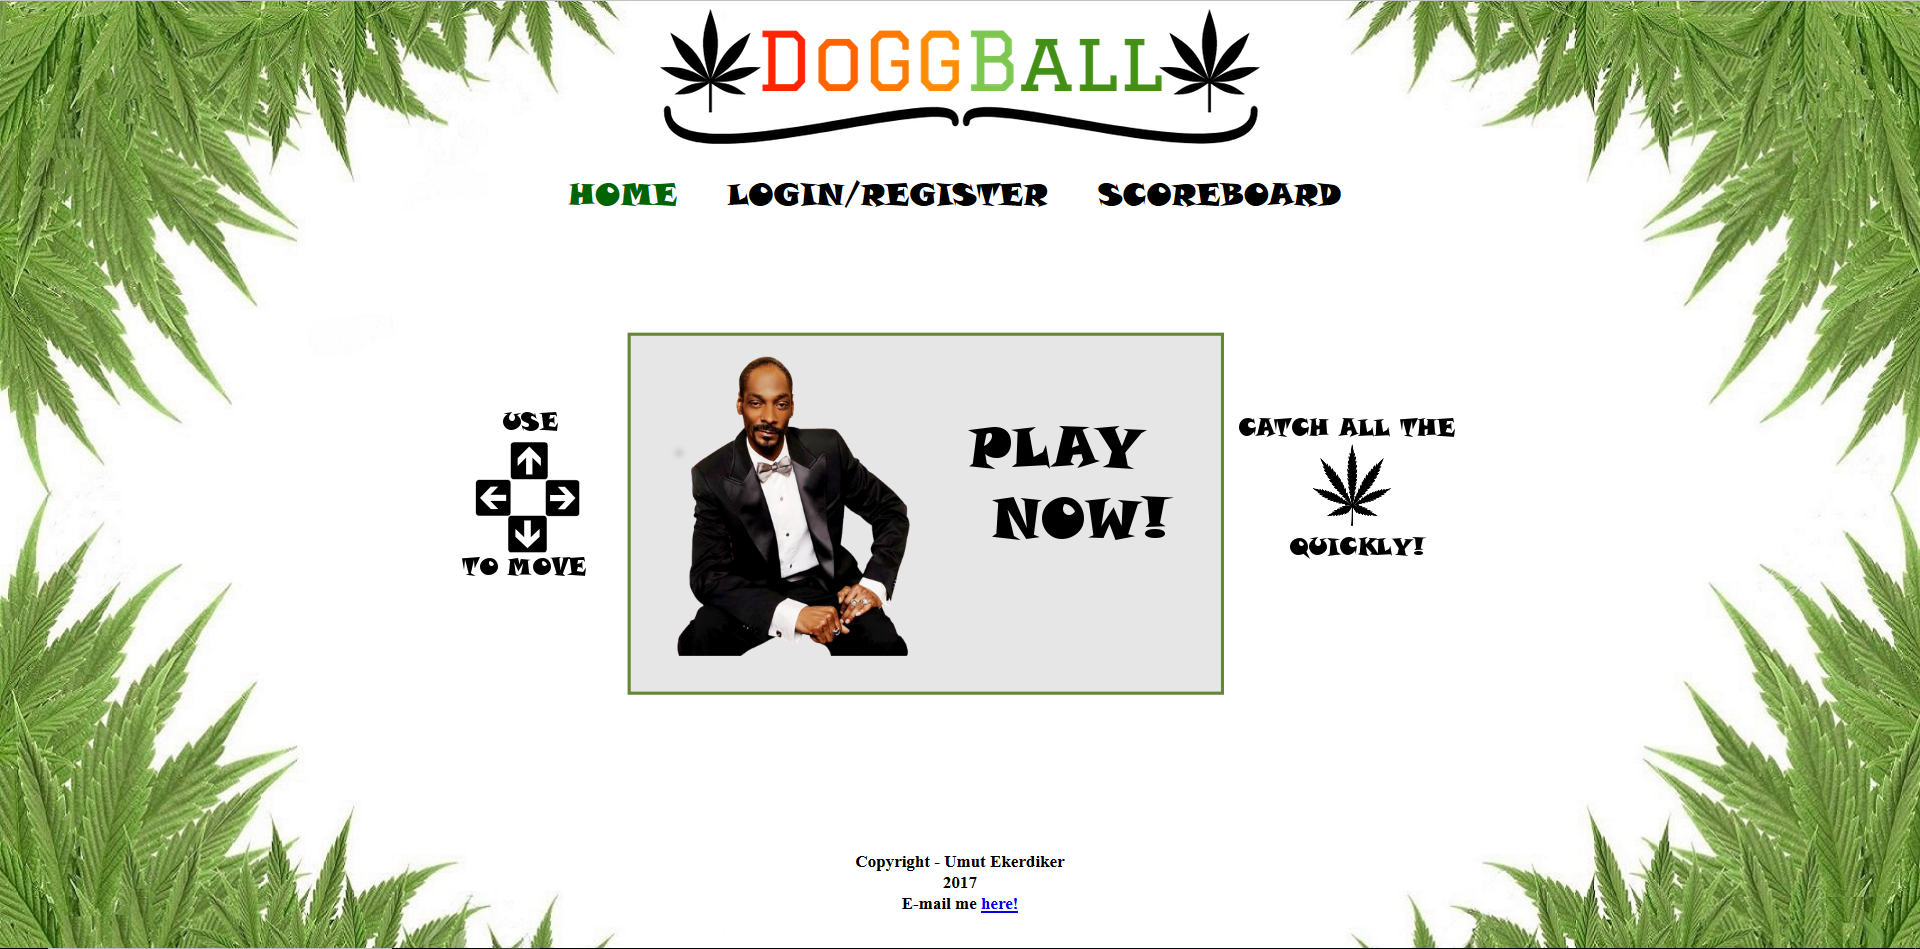 DoGGBALL
HOME LOGIN/REGISTER SCOREBOARD
USE
TO MOVE
PLAY
NOW!
CATCH ALL THE
QUICKLY!
Copyright - Umut Ekerdiker
2017
E-mail me here!